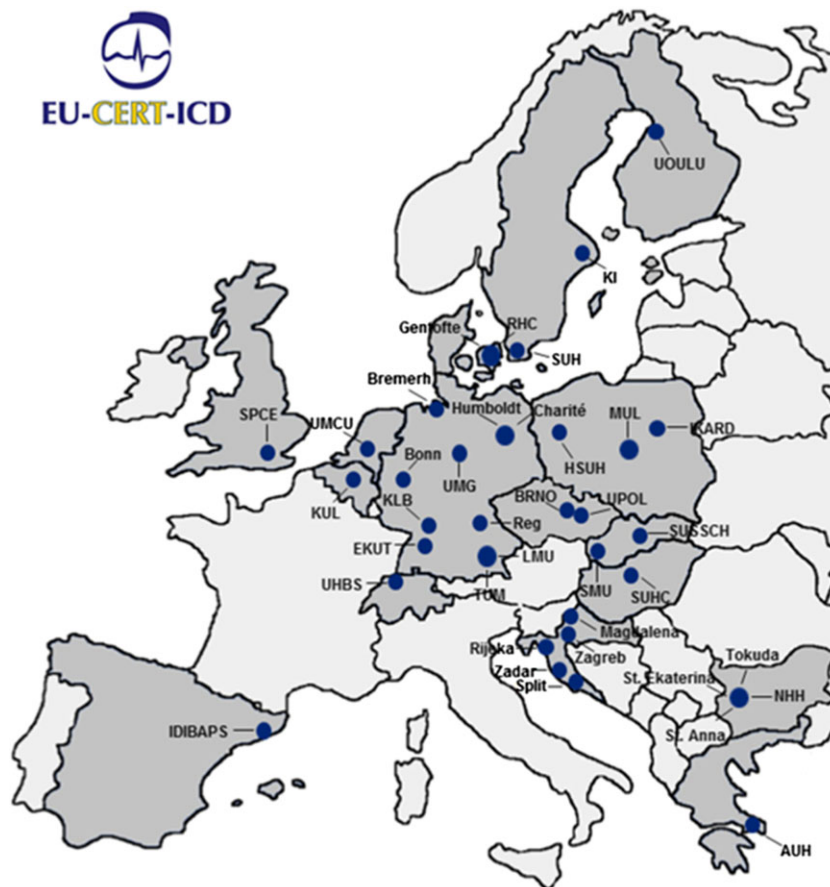 EU-CERT-ICD
UOULU
KI
Gentofte
RHC
SUH
Bremerh
Humboldt
Charité
SPCE
UMCU
MUL
IKARD
Bonn
HSUH
UMG
BRNO
UPOL
KUL
KLB
Reg
SUSSCH
EKUT
LMU
UHBS
TUM
SMU
SUHC
Magdalena
Rijeka
Zagreb
Zadar
Tokuda
St. Ekaterina
Split
NHH
IDIBAPS
St. Anna
AUH